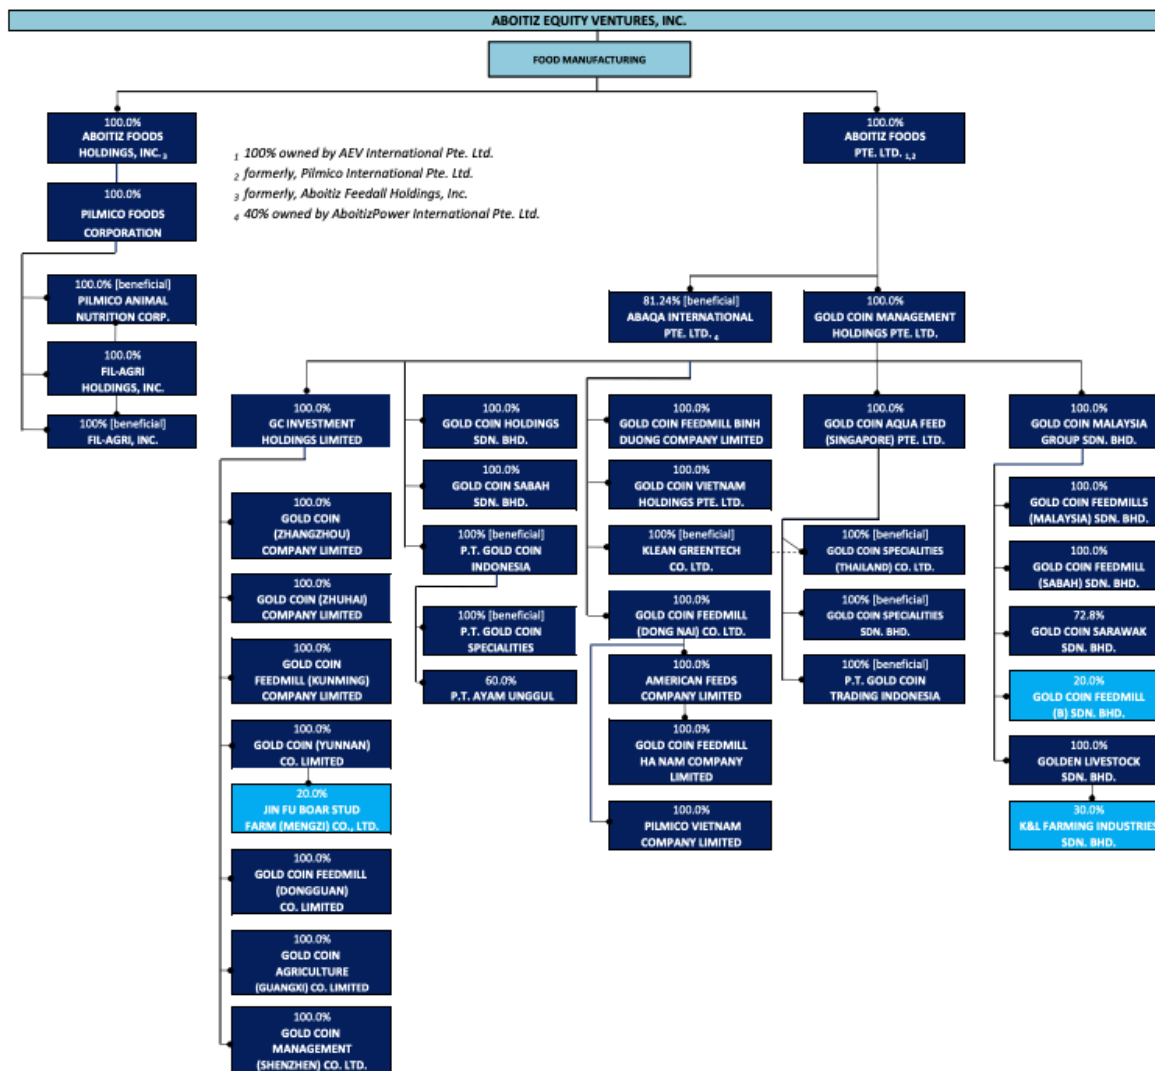 ABOITIZ EQUITY VENTURES, INC.
FOOD MANUFACTURING
100.0%
ABOITIZ FOODS
HOLDINGS, INC. 3
100.0%
PILMICO FOODS
CORPORATION
100.0% [beneficial]
PILMICO ANIMAL
NUTRITION CORP.
100.0%
FIL-AGRI
HOLDINGS, INC.
100% [beneficial]
FIL-AGRI, INC.
1 100% owned by AEV International Pte. Ltd.
2 formerly, Pilmico International Pte. Ltd.
3 formerly, Aboitiz Feedall Holdings, Inc.
4 40% owned by AboitizPower International Pte. Ltd.
100.0%
ABOITIZ FOODS
PTE. LTD. 1,2
81.24% [beneficial]
ABAQA INTERNATIONAL
PTE. LTD. 4
100.0%
GOLD COIN MANAGEMENT
HOLDINGS PTE. LTD.
100.0%
GC INVESTMENT
HOLDINGS LIMITED
100.0%
GOLD COIN
(ZHANGZHOU)
COMPANY LIMITED
100.0%
GOLD COIN (ZHUHAI)
COMPANY LIMITED
100.0%
GOLD COIN
FEEDMILL (KUNMING)
COMPANY LIMITED
100.0%
GOLD COIN (YUNNAN)
CO. LIMITED
20.0%
JIN FU BOAR STUD
FARM (MENGZI) CO., LTD.
100.0%
GOLD COIN FEEDMILL
(DONGGUAN)
CO. LIMITED
100.0%
GOLD COIN
AGRICULTURE
(GUANGXI) CO. LIMITED
100.0%
GOLD COIN
MANAGEMENT
(SHENZHEN) CO. LTD.
100.0%
GOLD COIN HOLDINGS
SDN. BHD.
100.0%
GOLD COIN SABAH
SDN. BHD.
100% [beneficial]
P.T. GOLD COIN
INDONESIA
100% [beneficial]
P.T. GOLD COIN
SPECIALITIES
60.0%
P.T. AYAM UNGGUL
100.0%
GOLD COIN FEEDMILL BINH
DUONG COMPANY LIMITED
100.0%
GOLD COIN VIETNAM
HOLDINGS PTE. LTD.
100% [beneficial]
KLEAN GREENTECH
CO. LTD.
100.0%
GOLD COIN FEEDMILL
(DONG NAI) CO. LTD.
100.0%
AMERICAN FEEDS
COMPANY LIMITED
100.0%
GOLD COIN FEEDMILL
HA NAM COMPANY
LIMITED
100.0%
PILMICO VIETNAM
COMPANY LIMITED
100.0%
GOLD COIN AQUA FEED
(SINGAPORE) PTE. LTD.
100% [beneficial]
GOLD COIN SPECIALITIES
(THAILAND) CO. LTD.
100% [beneficial]
GOLD COIN SPECIALITIES
SDN. BHD.
100% [beneficial]
P.T. GOLD COIN
TRADING INDONESIA
100.0%
GOLD COIN MALAYSIA
GROUP SDN. BHD.
100.0%
GOLD COIN FEEDMILLS
(MALAYSIA) SDN. BHD.
100.0%
GOLD COIN FEEDMILL
(SABAH) SDN. BHD.
72.8%
GOLD COIN SARAWAK
SDN. BHD.
20.0%
GOLD COIN FEEDMILL
(B) SDN. BHD.
100.0%
GOLDEN LIVESTOCK
SDN. BHD.
30.0%
K&L FARMING INDUSTRIES
SDN. BHD.